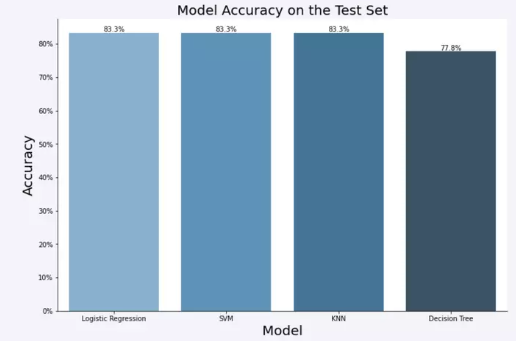 Model Accuracy on the Test Set
83.3%
83.3%
83.3%
77.8%
80%
70%
60%
50%
40%
30%
20%
10%
0%
Accuracy
Logistic Regression
SVM
KNN
Decision Tree
Model